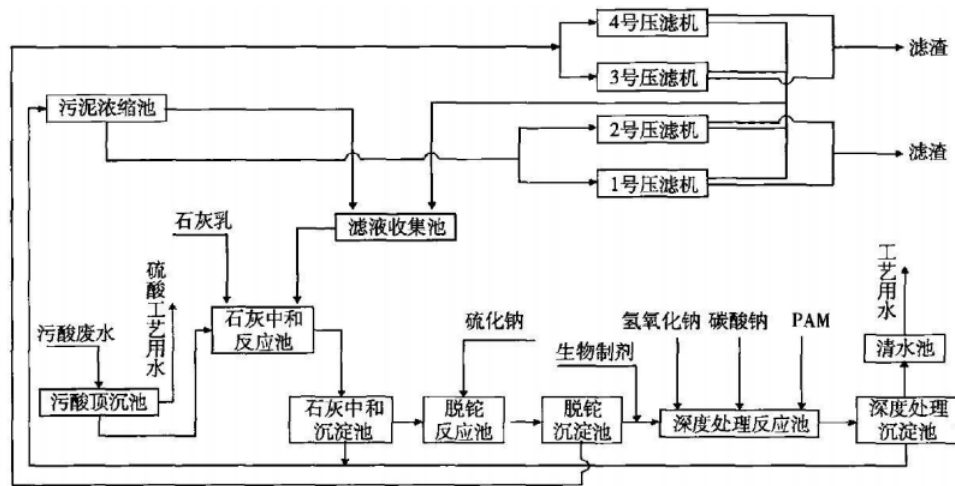 4号压滤机
3号压滤机
滤渣
污泥浓缩池
2号压滤机
1号压滤机
滤渣
石灰乳
滤液收集池
硫酸工艺用水
工艺用水
污酸废水
石灰中和
反应池
硫化钠
氢氧化钠
碳酸钠
PAM
生物制剂
清水池
污酸顶沉池
石灰中和
沉淀池
脱铊
反应池
脱铊
沉淀池
深度处理反应池
深度处理
沉淀池